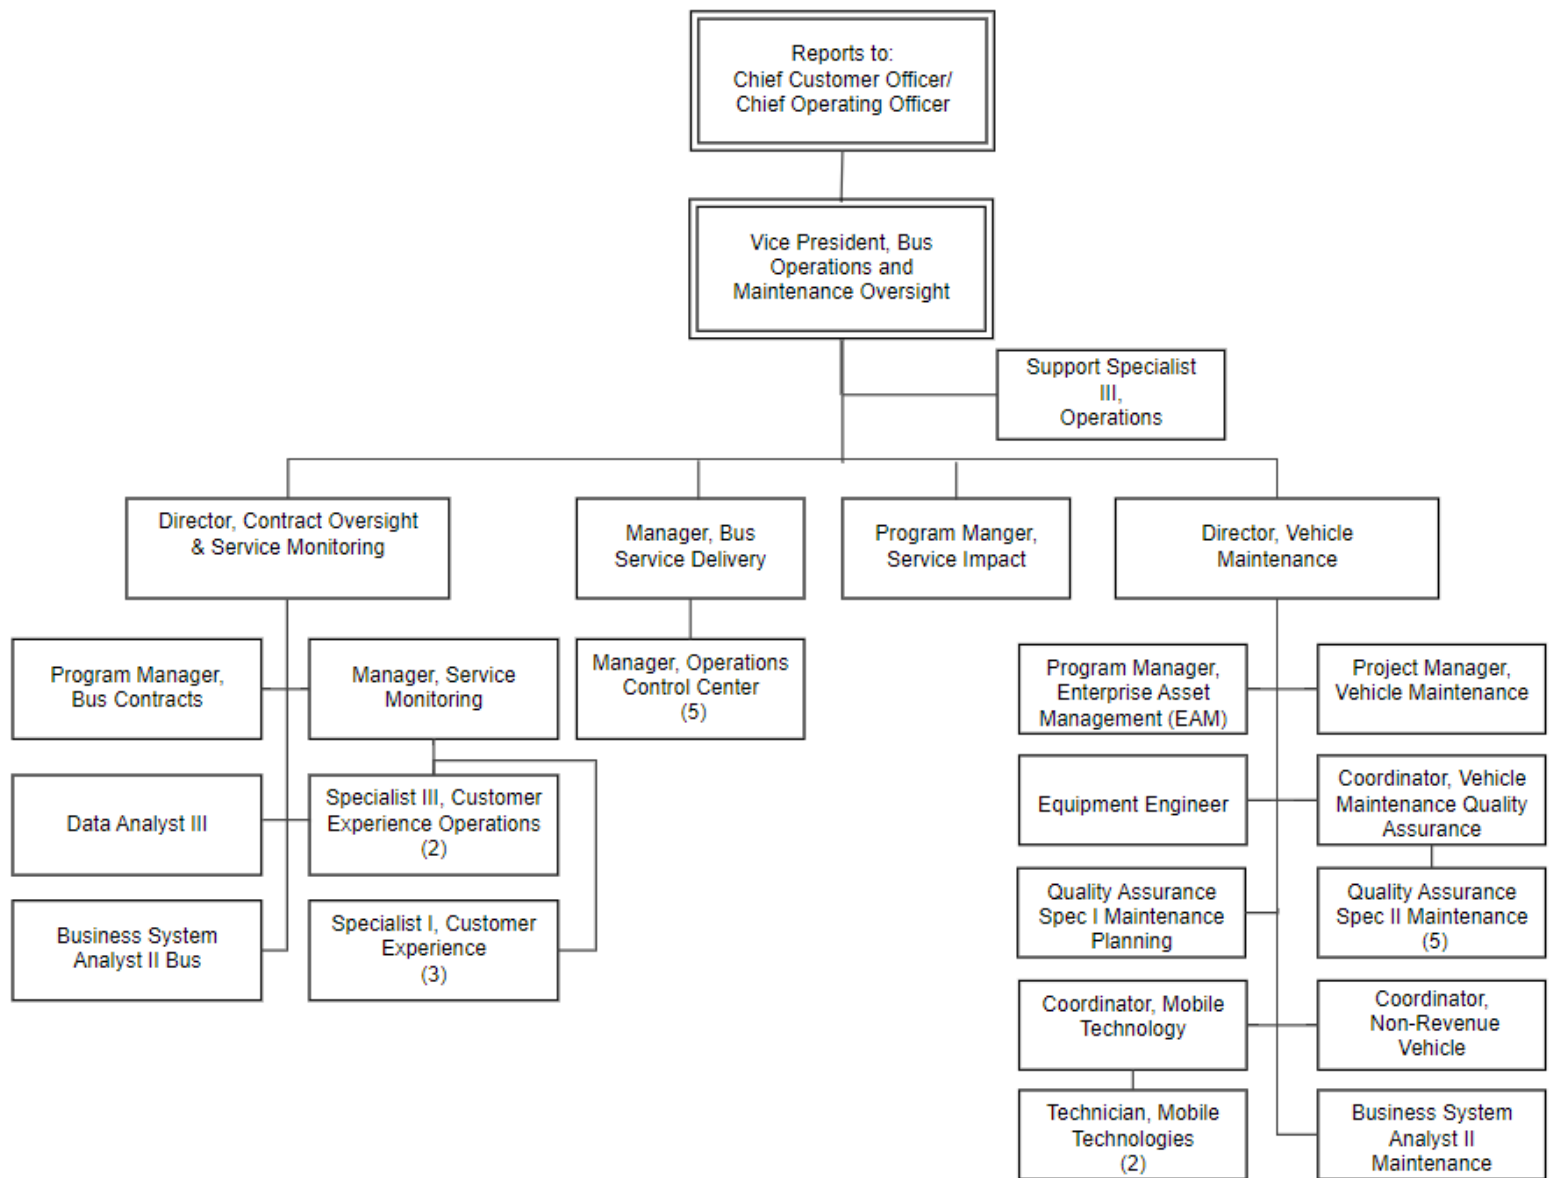 Reports to:
Chief Customer Officer/
Chief Operating Officer
Vice President, Bus
Operations and
Maintenance Oversight
Support Specialist
III,
Operations
Director, Contract Oversight
& Service Monitoring
Manager, Bus
Service Delivery
Program Manger,
Service Impact
Director, Vehicle
Maintenance
Program Manager,
Bus Contracts
Manager, Service
Monitoring
Manager, Operations
Control Center
(5)
Program Manager,
Enterprise Asset
Management (EAM)
Project Manager,
Vehicle Maintenance
Data Analyst III
Specialist III, Customer
Experience Operations
(2)
Equipment Engineer
Coordinator, Vehicle
Maintenance Quality
Assurance
Business System
Analyst II Bus
Specialist I, Customer
Experience
(3)
Quality Assurance
Spec I Maintenance
Planning
Quality Assurance
Spec II Maintenance
(5)
Coordinator, Mobile
Technology
Coordinator,
Non-Revenue
Vehicle
Technician, Mobile
Technologies
(2)
Business System
Analyst II
Maintenance